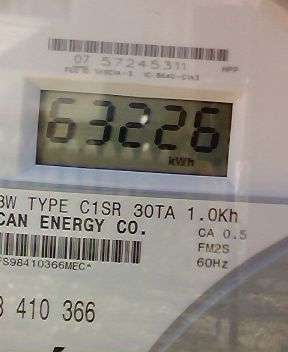 07 57245311
HPP
63226
kWh
3W TYPE C1SR 30TA 1.0Kh
CAN ENERGY CO.
CA 0.5
FM2S
60Hz
FS98410366MEC*
410 366